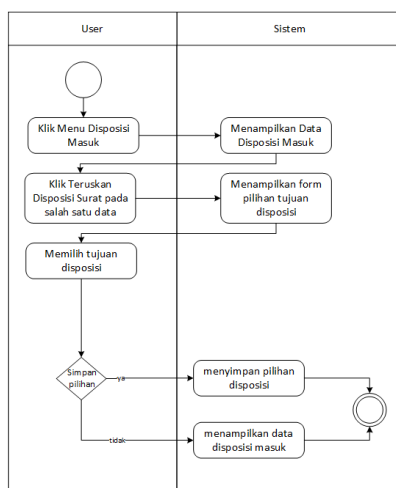 User
Sistem
Klik Menu Disposisi
Masuk
Menampilkan Data
Disposisi Masuk
Klik Teruskan
Disposisi Surat pada
salah satu data
Menampilkan form
pilihan tujuan
disposisi
Memilih tujuan
disposisi
Simpan
pilihan
ya
menyimpan pilihan
disposisi
tidak
menampilkan data
disposisi masuk